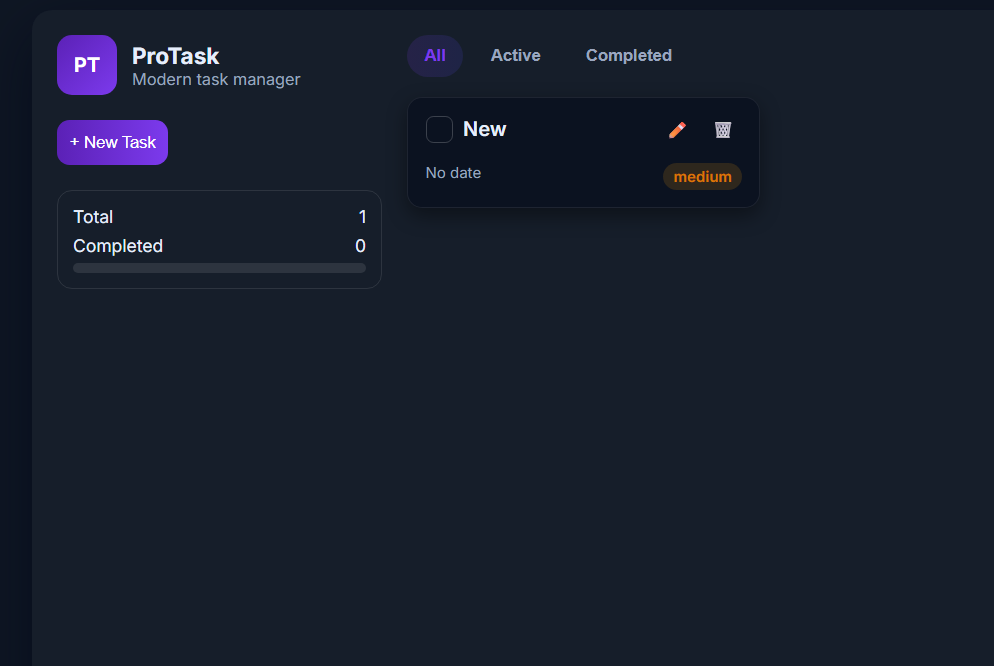 PT
ProTask
Modern task manager
+ New Task
Total 1
Completed 0
All Active Completed
New
No date medium